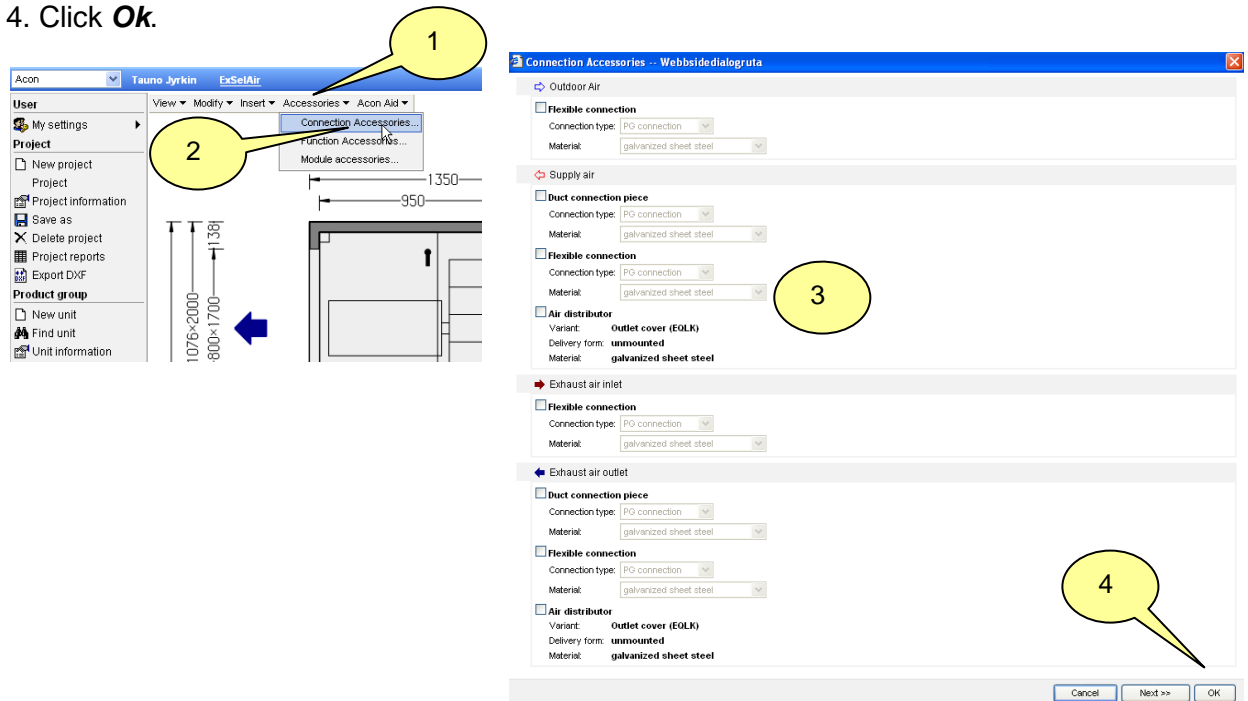 4. Click Ok.
1
Acon Tauno Jyrkin ExSelAir
User
View Modify Insert Accessories Acon Aid
My settings
Connection Accessories...
2
Function Accessories...
Project
Module accessories...
New project
Project
Project information
Save as
Delete project
Project reports
Export DXF
Product group
New unit
Find unit
Unit information
1350
950
138
1076×2000
800×1700
Connection Accessories -- Webbsidedialogruta
Outdoor Air
Flexible connection
Connection type: PG connection
Material: galvanized sheet steel
Supply air
Duct connection piece
Connection type: PG connection
Material: galvanized sheet steel
Flexible connection
Connection type: PG connection
Material: galvanized sheet steel
3
Air distributor
Variant: Outlet cover (EQLK)
Delivery form: unmounted
Material: galvanized sheet steel
Exhaust air inlet
Flexible connection
Connection type: PG connection
Material: galvanized sheet steel
Exhaust air outlet
Duct connection piece
Connection type: PG connection
Material: galvanized sheet steel
Flexible connection
Connection type: PG connection
Material: galvanized sheet steel
4
Air distributor
Variant: Outlet cover (EQLK)
Delivery form: unmounted
Material: galvanized sheet steel
Cancel Next >> OK